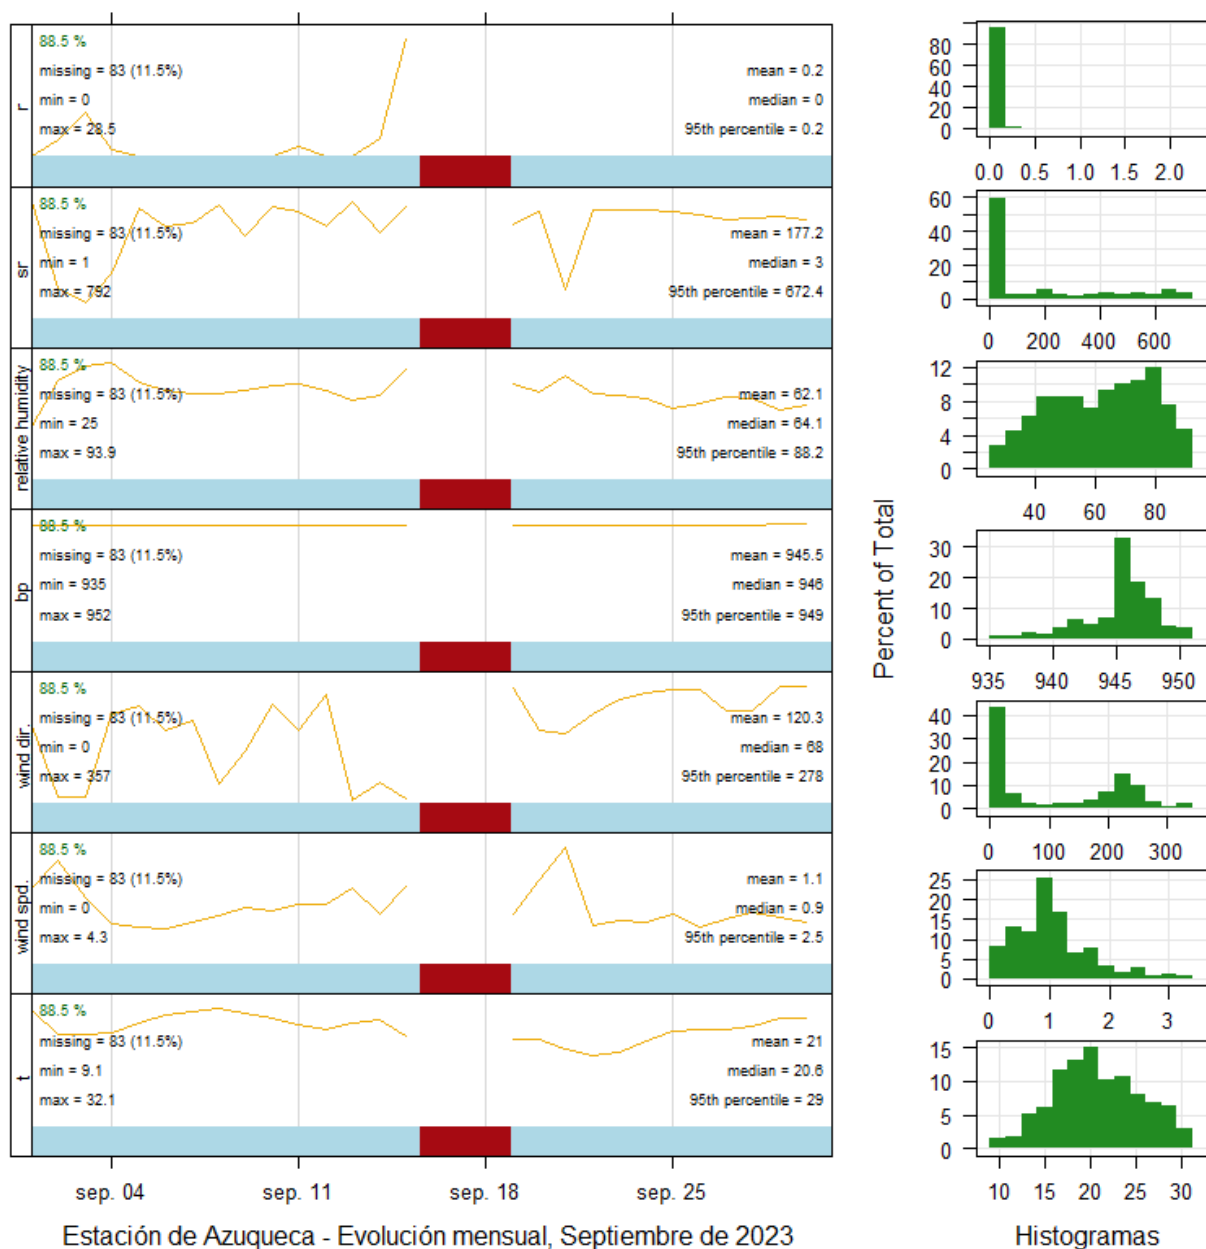 r
88.5 %
missing = 83 (11.5%)
min = 0
max = 28.5
mean = 0.2
median = 0
95th percentile = 0.2
sr
88.5 %
missing = 83 (11.5%)
min = 1
max = 792
mean = 177.2
median = 3
95th percentile = 672.4
relative humidity
88.5 %
missing = 83 (11.5%)
min = 25
max = 93.9
mean = 62.1
median = 64.1
95th percentile = 88.2
bp
88.5 %
missing = 83 (11.5%)
min = 935
max = 952
mean = 945.5
median = 946
95th percentile = 949
wind dir.
88.5 %
missing = 83 (11.5%)
min = 0
max = 357
mean = 120.3
median = 68
95th percentile = 278
wind spd.
88.5 %
missing = 83 (11.5%)
min = 0
max = 4.3
mean = 1.1
median = 0.9
95th percentile = 2.5
t
88.5 %
missing = 83 (11.5%)
min = 9.1
max = 32.1
mean = 21
median = 20.6
95th percentile = 29
sep. 04 sep. 11 sep. 18 sep. 25
Estación de Azuqueca - Evolución mensual, Septiembre de 2023
Percent of Total
80
60
40
20
0
0.0 0.5 1.0 1.5 2.0
60
40
20
0
0 200 400 600
12
8
4
0
40 60 80
30
20
10
0
935 940 945 950
40
30
20
10
0
0 100 200 300
25
20
15
10
5
0
0 1 2 3
15
10
5
0
10 15 20 25 30
Histogramas